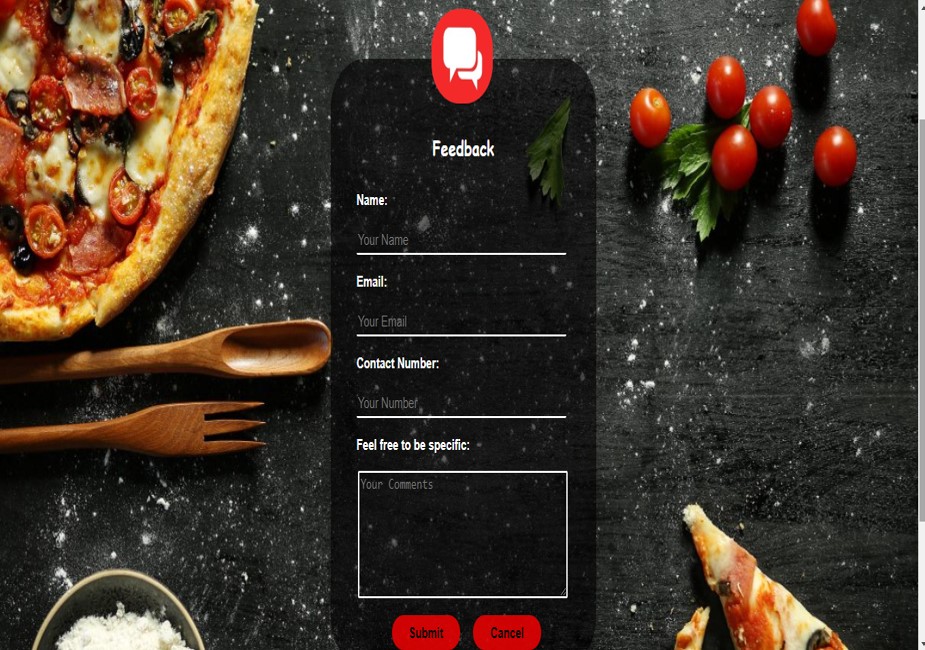 Feedback
Name:
Your Name
Email:
Your Email
Contact Number:
Your Number
Feel free to be specific:
Your Comments
Submit
Cancel